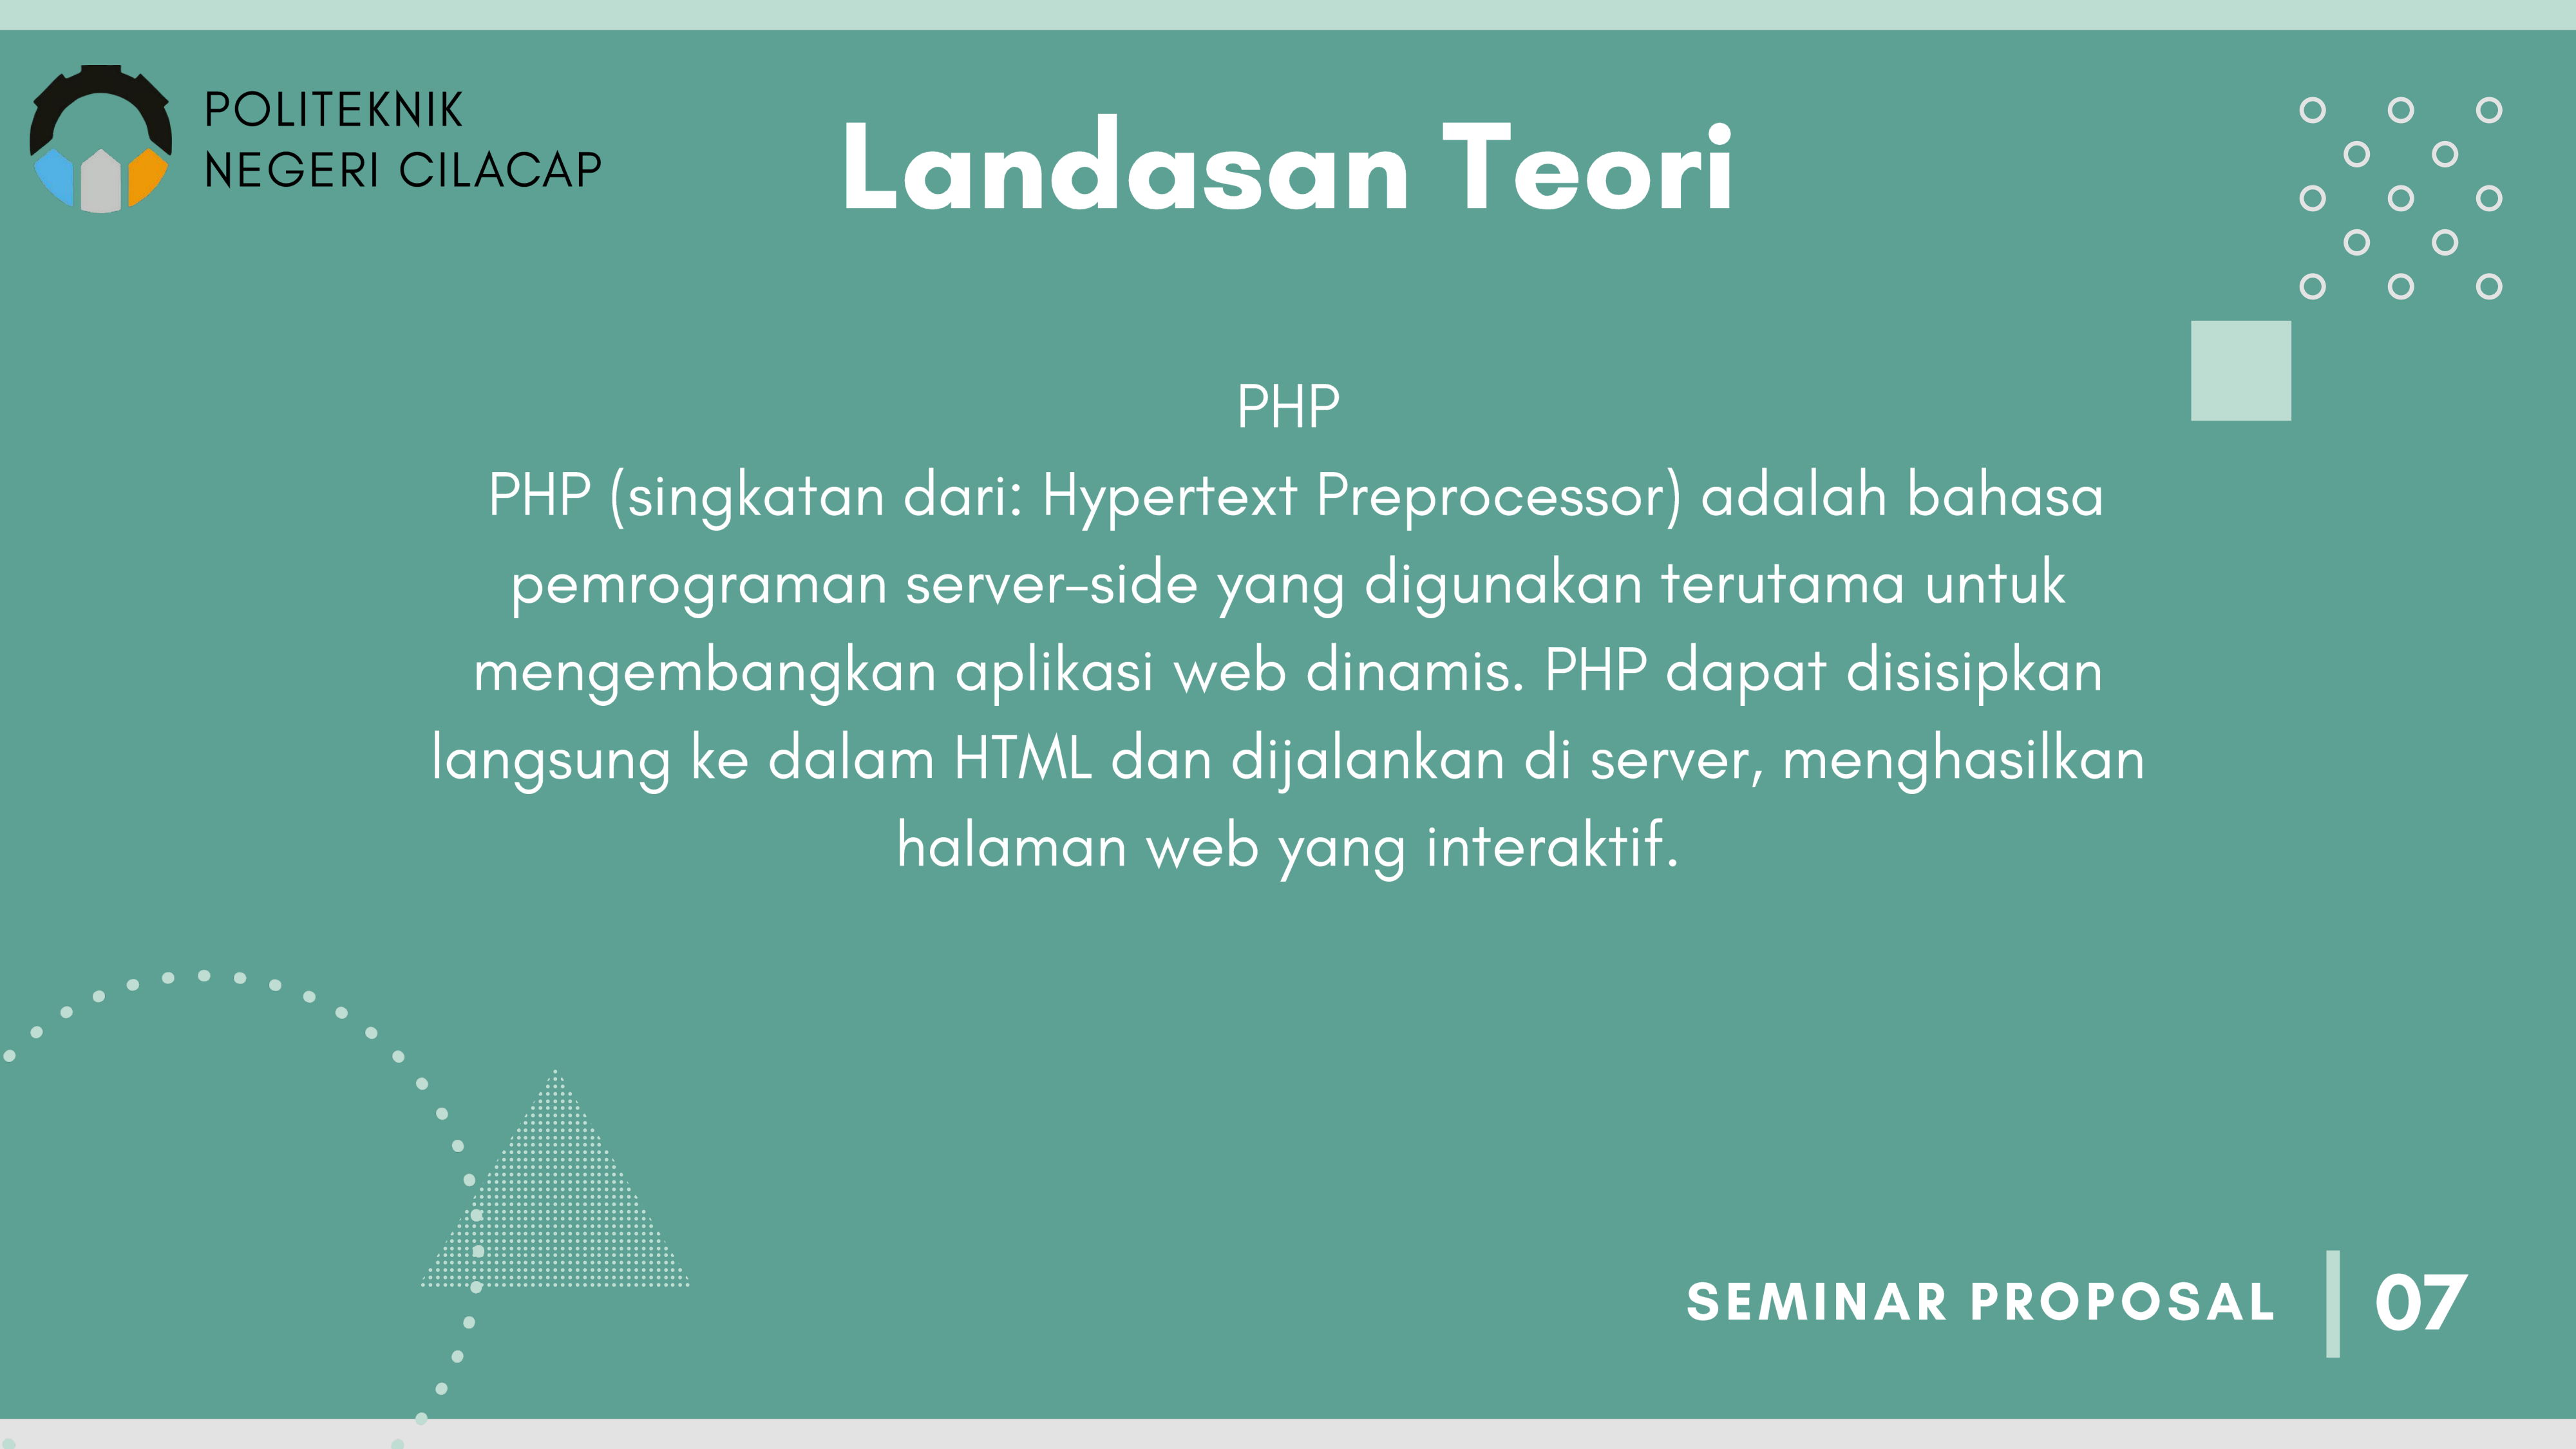 POLITEKNIK
NEGERI CILACAP
Landasan Teori
PHP
PHP (singkatan dari: Hypertext Preprocessor) adalah bahasa
pemrograman server-side yang digunakan terutama untuk
mengembangkan aplikasi web dinamis. PHP dapat disisipkan
langsung ke dalam HTML dan dijalankan di server, menghasilkan
halaman web yang interaktif.
SEMINAR PROPOSAL
07